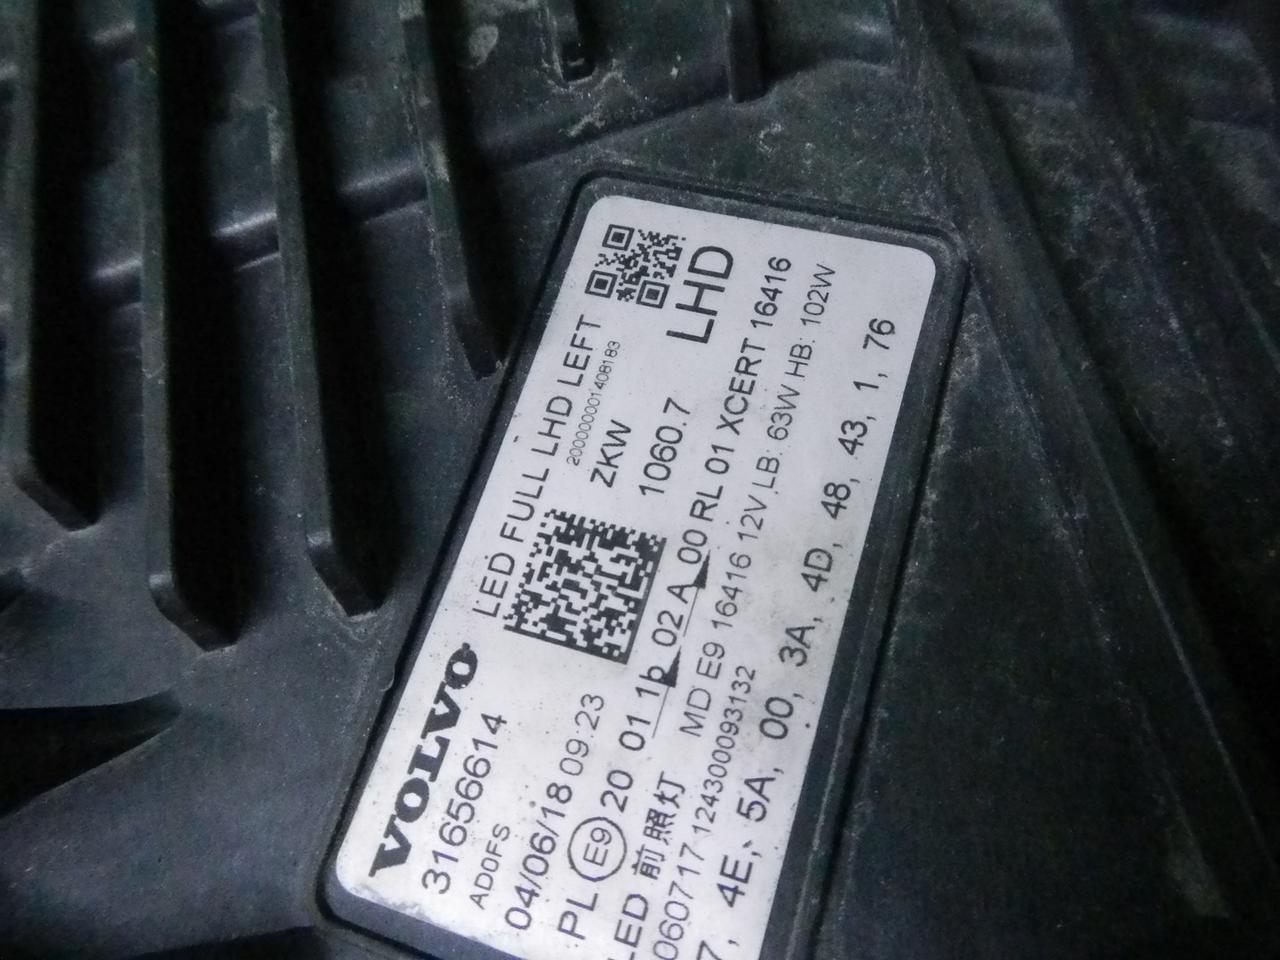 VOLVO
LED FULL LHD LEFT
31656614
20000001408183
AD0FS
ZKW
LHD
04/06/18 09:23
1060.7
PL E9 20 01 1b 02 A 00 RL 01 XCERT 16416
LED 前照灯 MD E9 16416 12V LB: 63W HB: 102W
060717 124300093132
7, 4E, 5A, 00, 3A, 4D, 48, 43, 1, 76